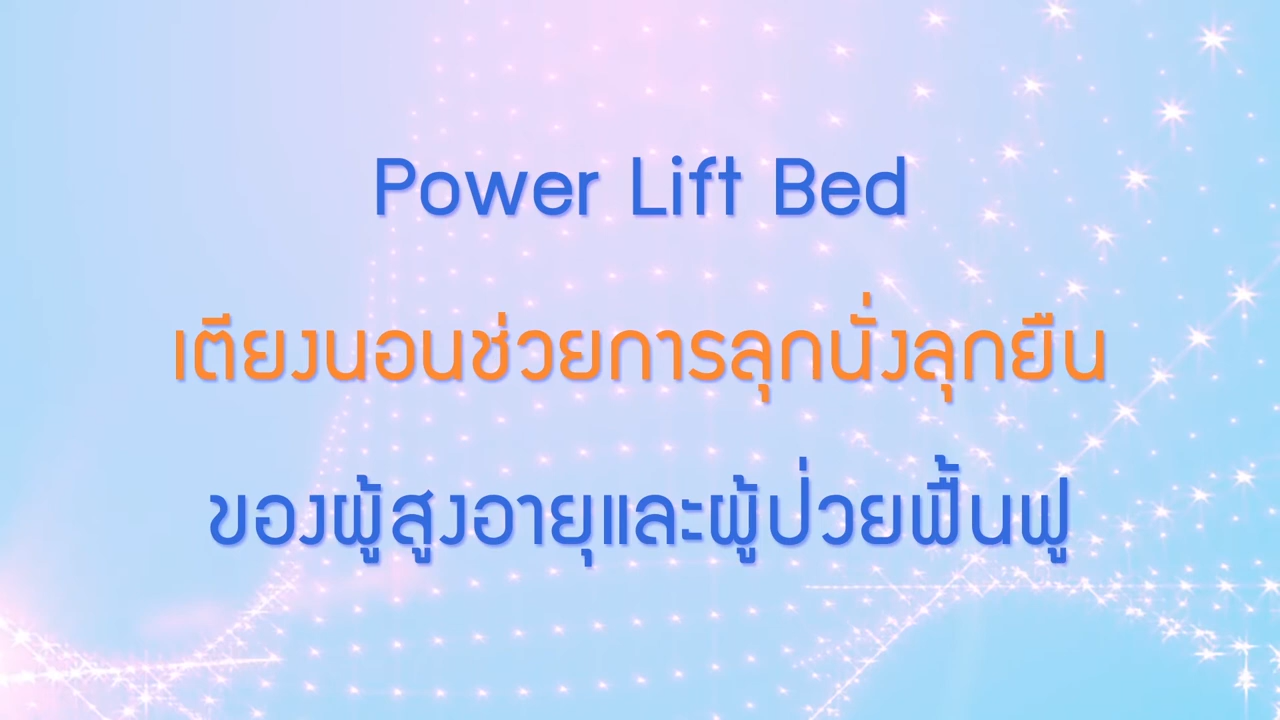 Power Lift Bed
เตียงนอนช่วยการลุกนั่งลุกยืน
ของผู้สูงอายุและผู้ป่วยฟื้นฟู